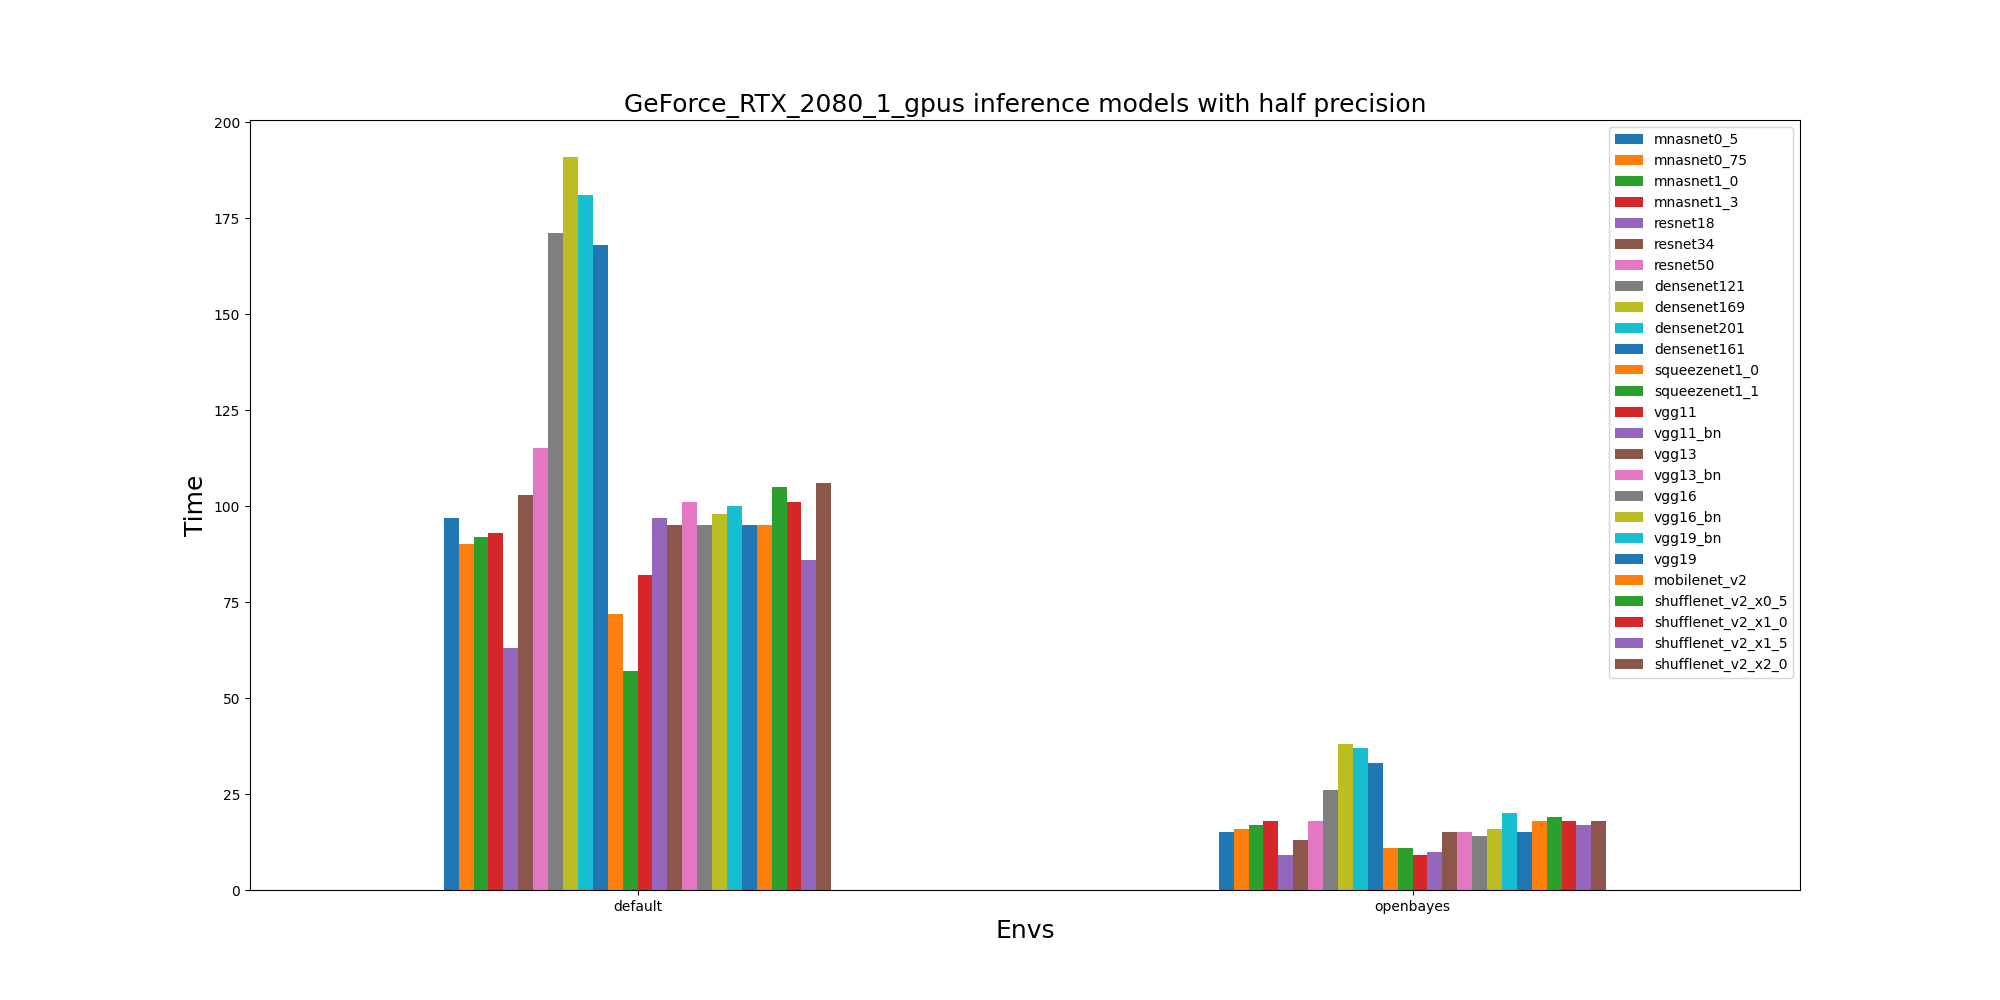 GeForce_RTX_2080_1_gpus inference models with half precision
Time
200
175
150
125
100
75
50
25
0
mnasnet0_5
mnasnet0_75
mnasnet1_0
mnasnet1_3
resnet18
resnet34
resnet50
densenet121
densenet169
densenet201
densenet161
squeezenet1_0
squeezenet1_1
vgg11
vgg11_bn
vgg13
vgg13_bn
vgg16
vgg16_bn
vgg19_bn
vgg19
mobilenet_v2
shufflenet_v2_x0_5
shufflenet_v2_x1_0
shufflenet_v2_x1_5
shufflenet_v2_x2_0
default
openbayes
Envs